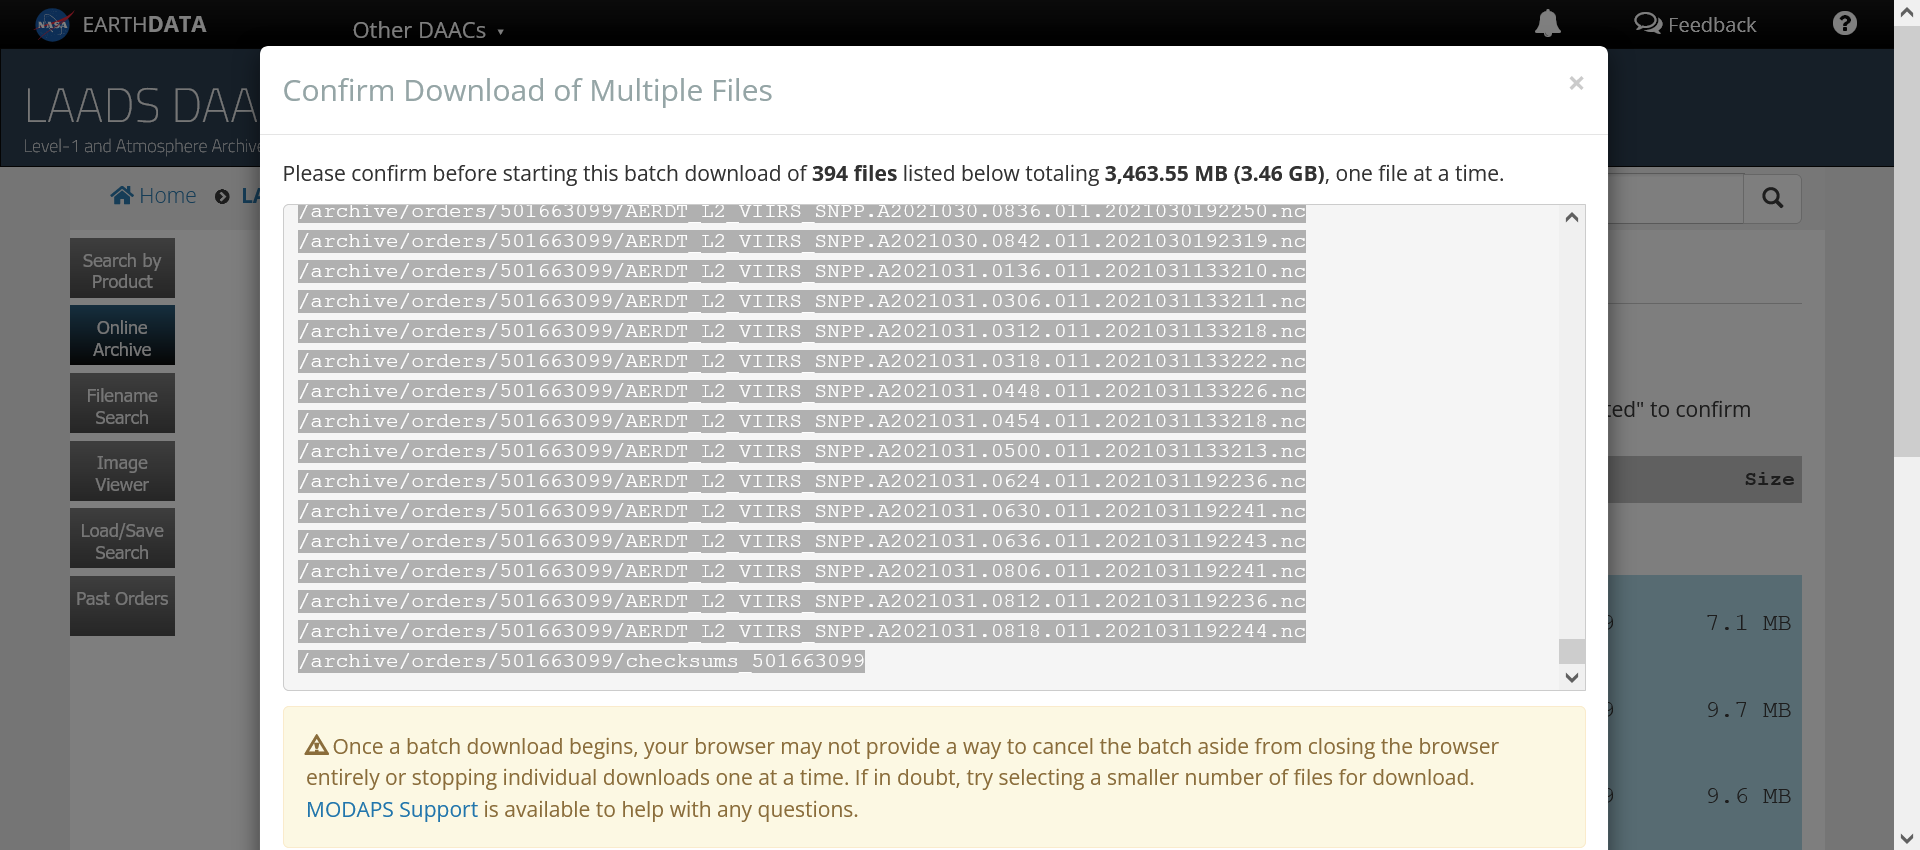 NASA EARTHDATA Other DAACs Feedback ?
Confirm Download of Multiple Files ×
LAADS DAA
Level-1 and Atmosphere Archive
Please confirm before starting this batch download of 394 files listed below totaling 3,463.55 MB (3.46 GB), one file at a time.
Home LA
/archive/orders/501663099/AERDT_L2_VIIRS_SNPP.A2021030.0836.011.2021030192250.nc
/archive/orders/501663099/AERDT_L2_VIIRS_SNPP.A2021030.0842.011.2021030192319.nc
/archive/orders/501663099/AERDT_L2_VIIRS_SNPP.A2021031.0136.011.2021031133210.nc
/archive/orders/501663099/AERDT_L2_VIIRS_SNPP.A2021031.0306.011.2021031133211.nc
/archive/orders/501663099/AERDT_L2_VIIRS_SNPP.A2021031.0312.011.2021031133218.nc
/archive/orders/501663099/AERDT_L2_VIIRS_SNPP.A2021031.0318.011.2021031133222.nc
/archive/orders/501663099/AERDT_L2_VIIRS_SNPP.A2021031.0448.011.2021031133226.nc
/archive/orders/501663099/AERDT_L2_VIIRS_SNPP.A2021031.0454.011.2021031133218.nc
/archive/orders/501663099/AERDT_L2_VIIRS_SNPP.A2021031.0500.011.2021031133213.nc
/archive/orders/501663099/AERDT_L2_VIIRS_SNPP.A2021031.0624.011.2021031192236.nc
/archive/orders/501663099/AERDT_L2_VIIRS_SNPP.A2021031.0630.011.2021031192241.nc
/archive/orders/501663099/AERDT_L2_VIIRS_SNPP.A2021031.0636.011.2021031192243.nc
/archive/orders/501663099/AERDT_L2_VIIRS_SNPP.A2021031.0806.011.2021031192241.nc
/archive/orders/501663099/AERDT_L2_VIIRS_SNPP.A2021031.0812.011.2021031192236.nc
/archive/orders/501663099/AERDT_L2_VIIRS_SNPP.A2021031.0818.011.2021031192244.nc
/archive/orders/501663099/checksums_501663099
Once a batch download begins, your browser may not provide a way to cancel the batch aside from closing the browser
entirely or stopping individual downloads one at a time. If in doubt, try selecting a smaller number of files for download.
MODAPS Support is available to help with any questions.
Search by
Product
Online
Archive
Filename
Search
Image
Viewer
Load/Save
Search
Past Orders
ted" to confirm
Size
9 7.1 MB
9 9.7 MB
9 9.6 MB